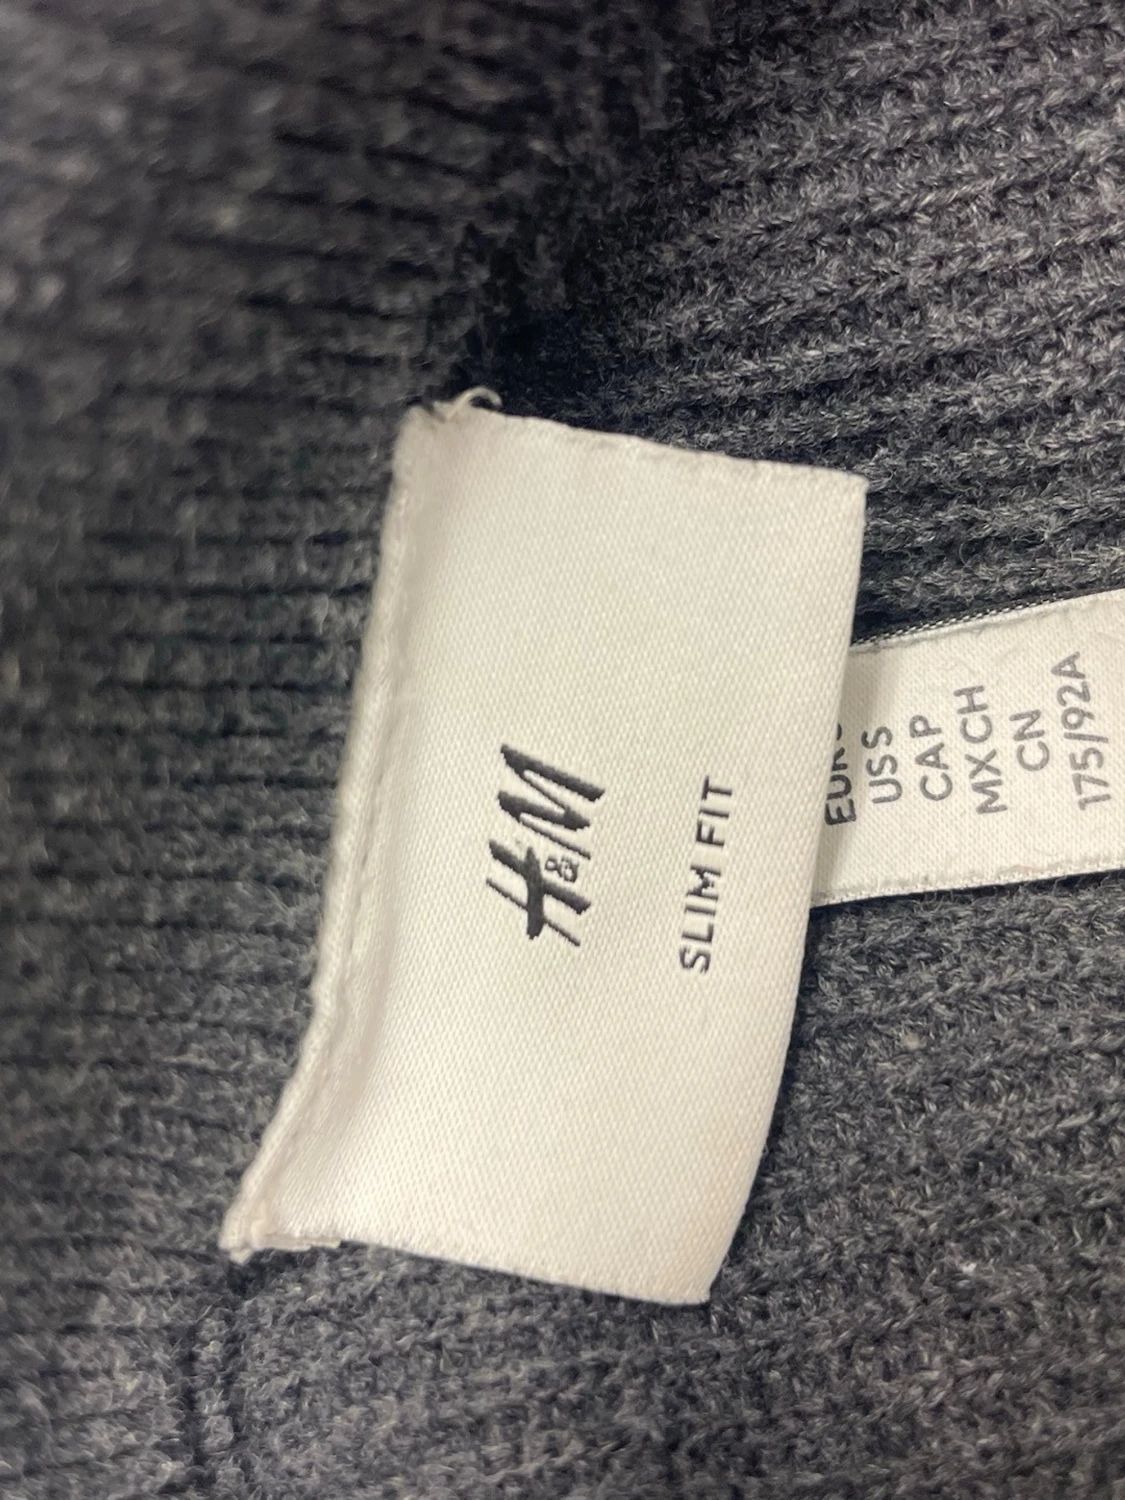 H&M
SLIM FIT
USS
CAP
MXCH
CN
175/92A